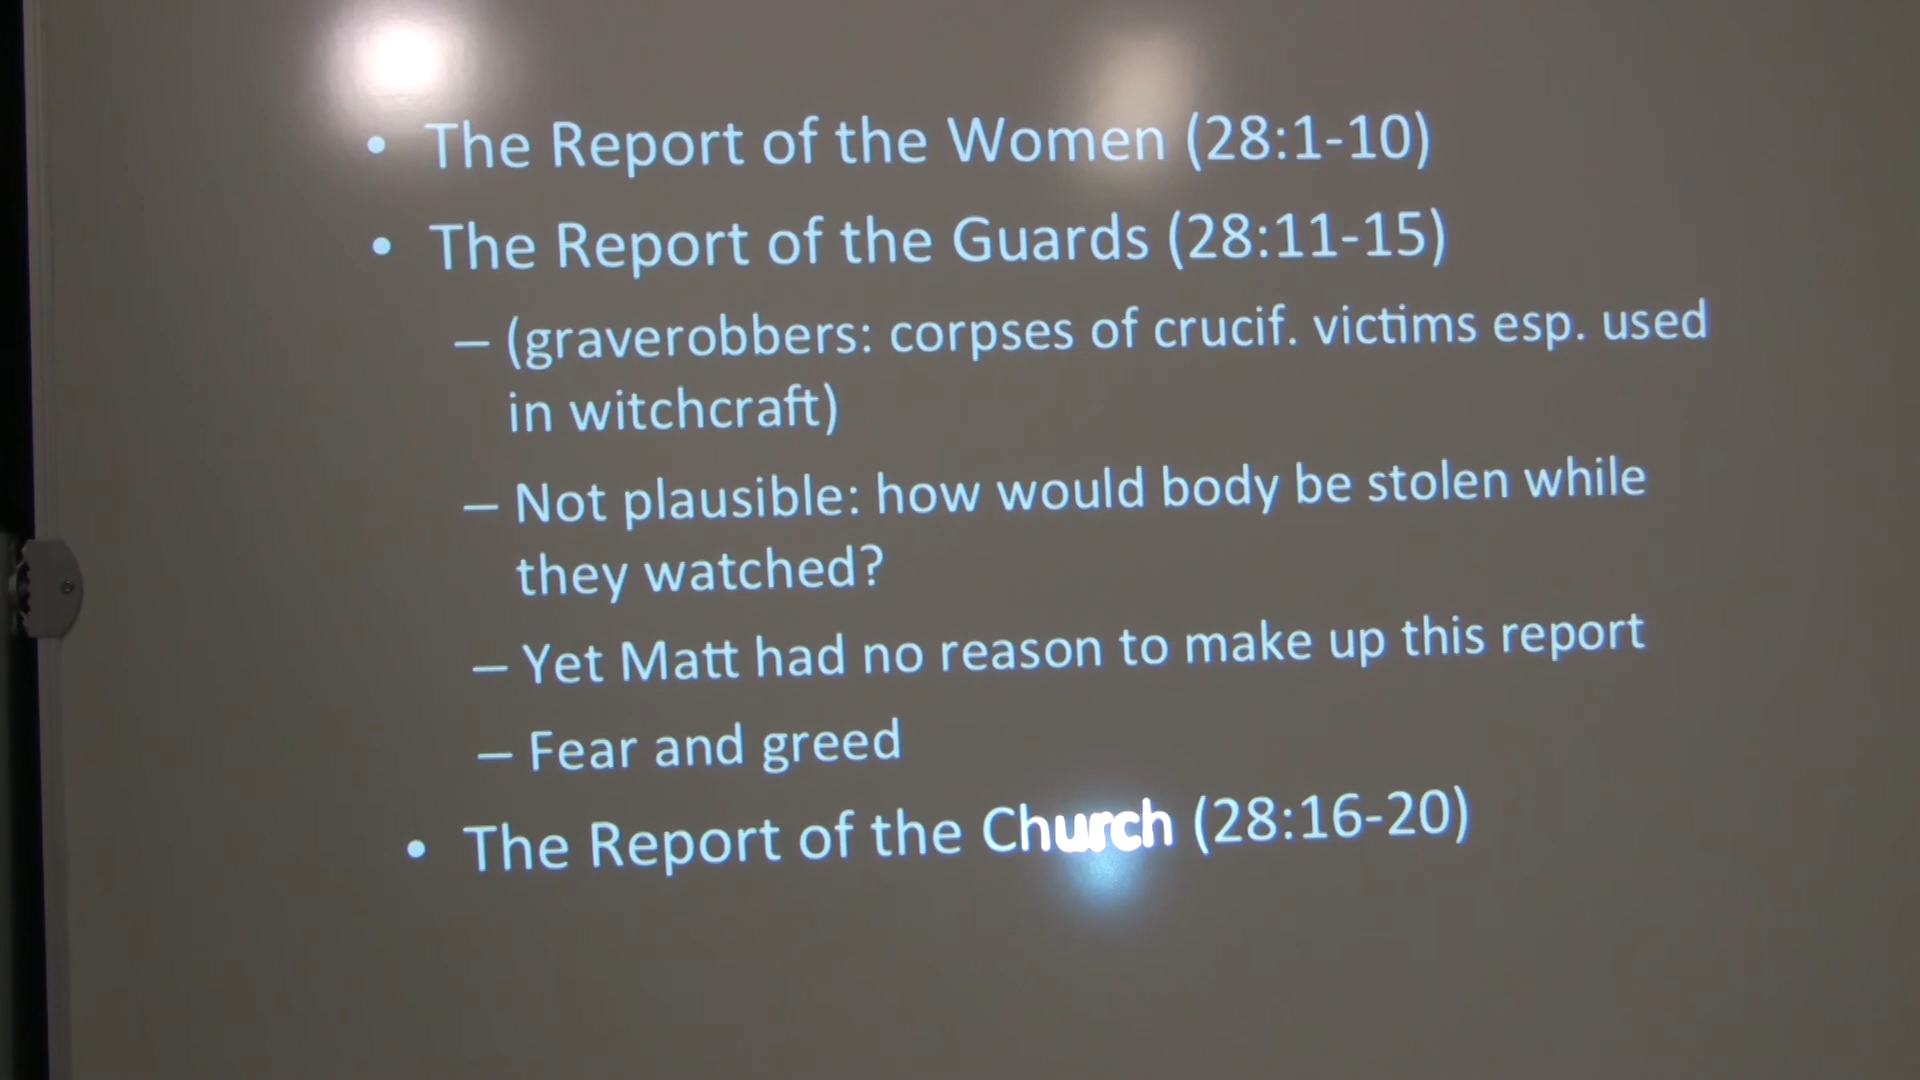 • The Report of the Women (28:1-10)
• The Report of the Guards (28:11-15)
– (graverobbers: corpses of crucif. victims esp. used
in witchcraft)
– Not plausible: how would body be stolen while
they watched?
– Yet Matt had no reason to make up this report
– Fear and greed
• The Report of the Church (28:16-20)